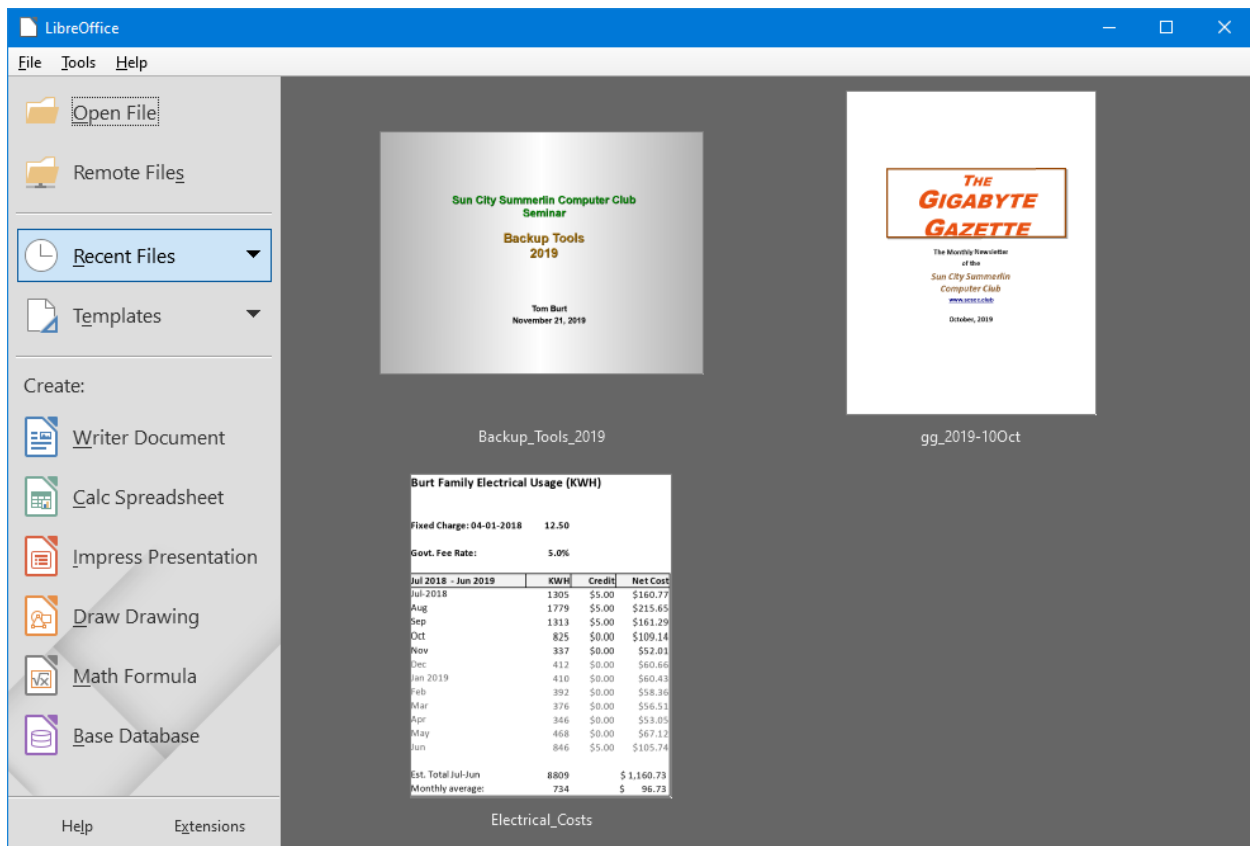 LibreOffice
File Tools Help
Open File
Remote Files
Recent Files
Templates
Create:
Writer Document
Calc Spreadsheet
Impress Presentation
Draw Drawing
Math Formula
Base Database
Help Extensions
Sun City Summerlin Computer Club
Seminar
Backup Tools
2019
Tom Burt
November 21, 2019
Backup_Tools_2019
THE
GIGABYTE
GAZETTE
The Monthly Newsletter
of the
Sun City Summerlin
Computer Club
www.scscc.club
October, 2019
gg_2019-10Oct
Burt Family Electrical Usage (KWH)
Fixed Charge: 04-01-2018 12.50
Govt. Fee Rate: 5.0%
Jul 2018 - Jun 2019 KWH Credit Net Cost
Jul-2018 1305 $5.00 $160.77
Aug 1779 $5.00 $215.65
Sep 1313 $5.00 $161.29
Oct 825 $0.00 $109.14
Nov 337 $0.00 $52.01
Dec 412 $0.00 $60.66
Jan 2019 410 $0.00 $60.43
Feb 392 $0.00 $58.36
Mar 376 $0.00 $56.51
Apr 346 $0.00 $53.05
May 468 $0.00 $67.12
Jun 846 $5.00 $105.74
Est. Total Jul-Jun 8809 $ 1,160.73
Monthly average: 734 $ 96.73
Electrical_Costs